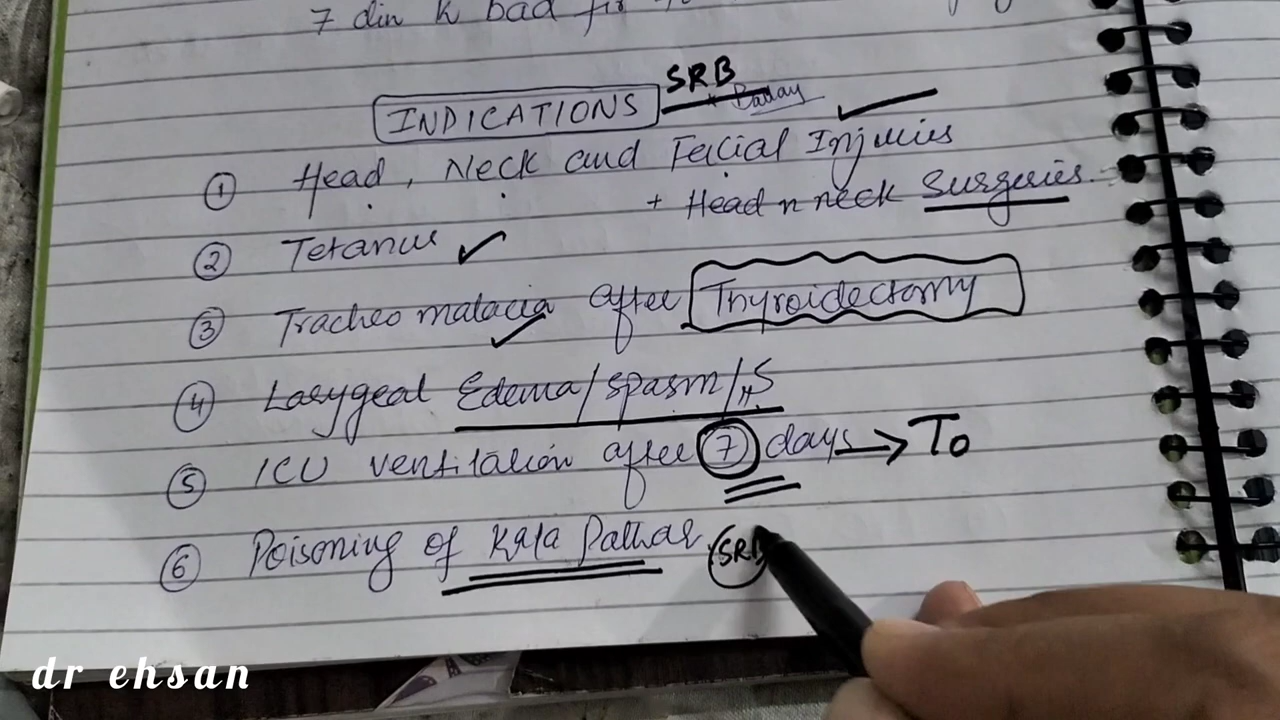 7 din k bad fir
SRB
INDICATIONS
① Head, Neck and Facial Injuries
+ Head n neck Surgeries.
② Tetanus ✓
③ Tracheomalacia after Thyroidectomy
④ Larygeal Edema/spasm/
⑤ ICU ventilation after 7 days → To
⑥ Poisoning of Kala Pathar (SRB
dr ehsan